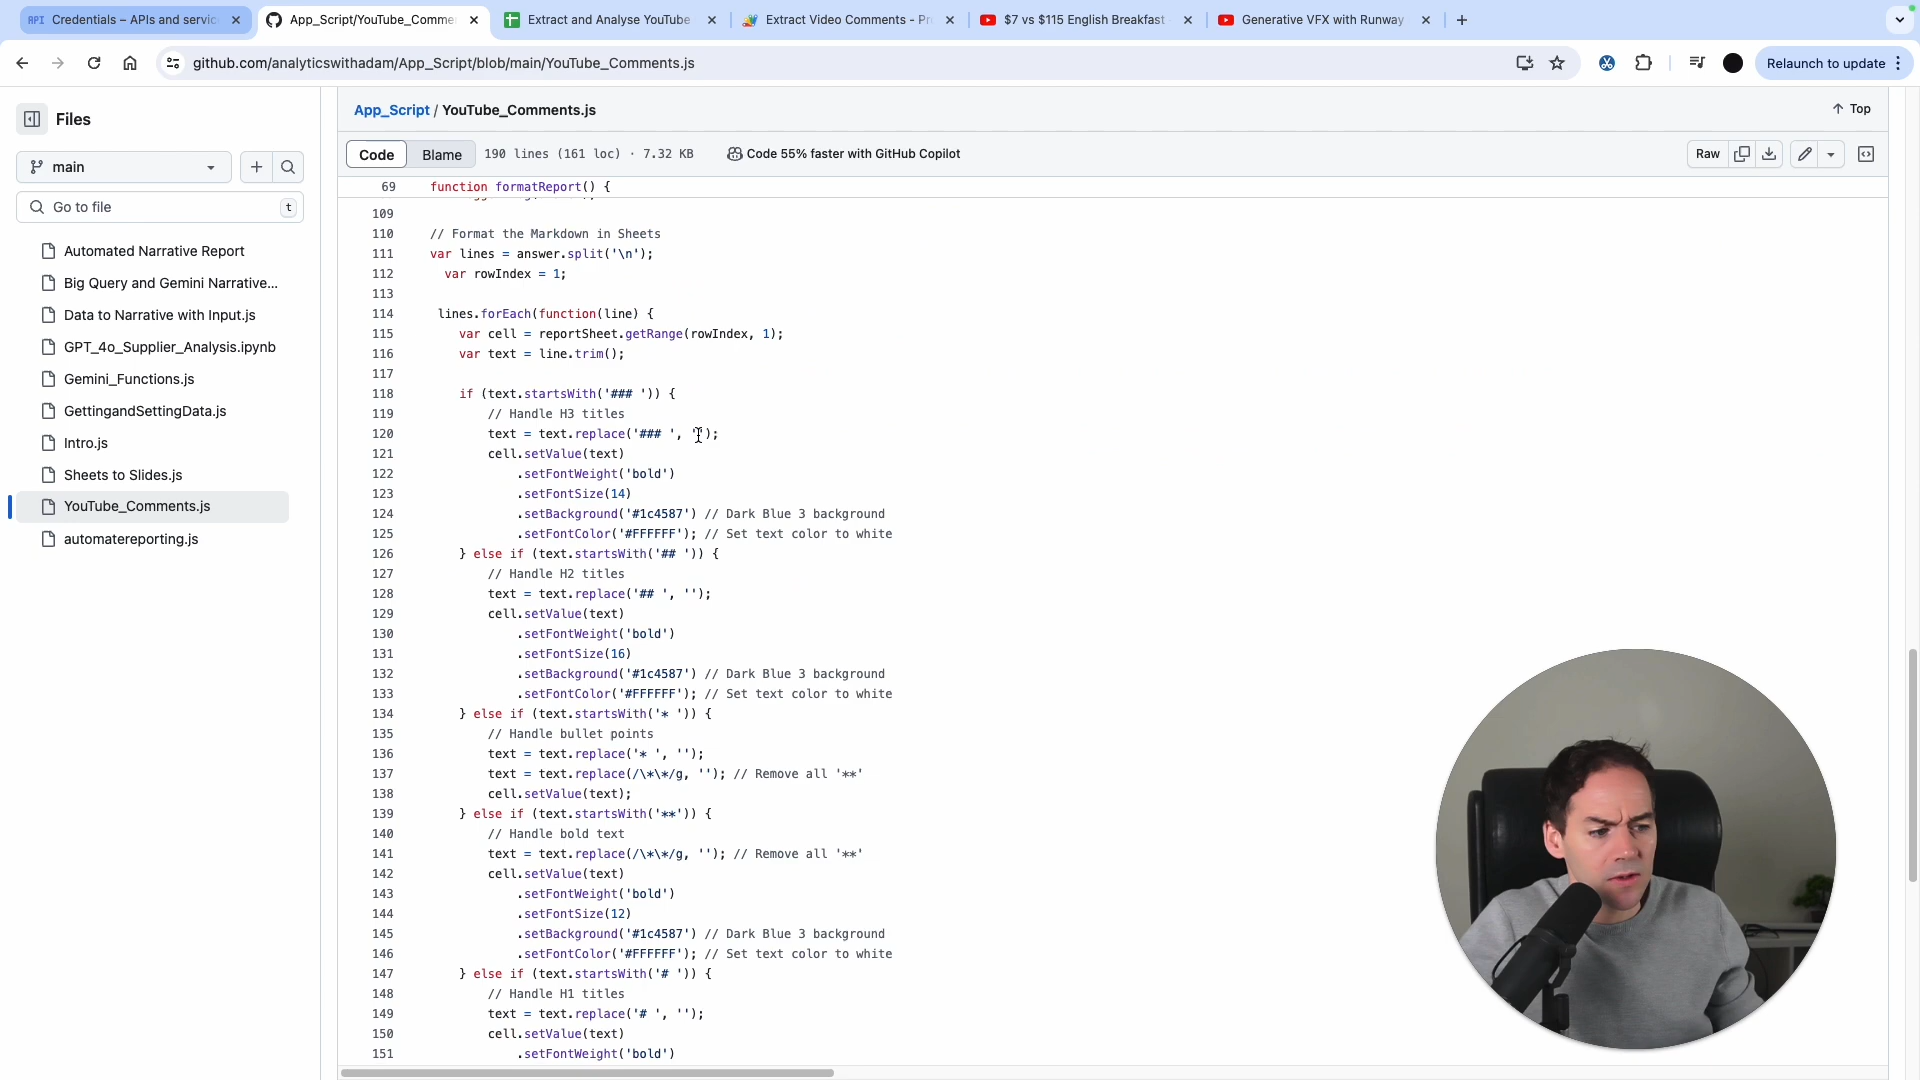 Credentials – APIs and servic
App_Script/YouTube_Comme
Extract and Analyse YouTube
Extract Video Comments - Pr
$7 vs $115 English Breakfast
Generative VFX with Runway
github.com/analyticswithadam/App_Script/blob/main/YouTube_Comments.js
Relaunch to update
Files
main
Go to file
t
Automated Narrative Report
Big Query and Gemini Narrative...
Data to Narrative with Input.js
GPT_4o_Supplier_Analysis.ipynb
Gemini_Functions.js
GettingandSettingData.js
Intro.js
Sheets to Slides.js
YouTube_Comments.js
automatereporting.js
App_Script / YouTube_Comments.js
Top
Code
Blame
190 lines (161 loc) · 7.32 KB
Code 55% faster with GitHub Copilot
Raw
69 function formatReport() {
109
110 // Format the Markdown in Sheets
111 var lines = answer.split('\n');
112 var rowIndex = 1;
113
114 lines.forEach(function(line) {
115 var cell = reportSheet.getRange(rowIndex, 1);
116 var text = line.trim();
117
118 if (text.startsWith('### ')) {
119 // Handle H3 titles
120 text = text.replace('### ', '');
121 cell.setValue(text)
122 .setFontWeight('bold')
123 .setFontSize(14)
124 .setBackground('#1c4587') // Dark Blue 3 background
125 .setFontColor('#FFFFFF'); // Set text color to white
126 } else if (text.startsWith('## ')) {
127 // Handle H2 titles
128 text = text.replace('## ', '');
129 cell.setValue(text)
130 .setFontWeight('bold')
131 .setFontSize(16)
132 .setBackground('#1c4587') // Dark Blue 3 background
133 .setFontColor('#FFFFFF'); // Set text color to white
134 } else if (text.startsWith('* ')) {
135 // Handle bullet points
136 text = text.replace('* ', '');
137 text = text.replace(/\*\*/g, ''); // Remove all '**'
138 cell.setValue(text);
139 } else if (text.startsWith('**')) {
140 // Handle bold text
141 text = text.replace(/\*\*/g, ''); // Remove all '**'
142 cell.setValue(text)
143 .setFontWeight('bold')
144 .setFontSize(12)
145 .setBackground('#1c4587') // Dark Blue 3 background
146 .setFontColor('#FFFFFF'); // Set text color to white
147 } else if (text.startsWith('# ')) {
148 // Handle H1 titles
149 text = text.replace('# ', '');
150 cell.setValue(text)
151 .setFontWeight('bold')